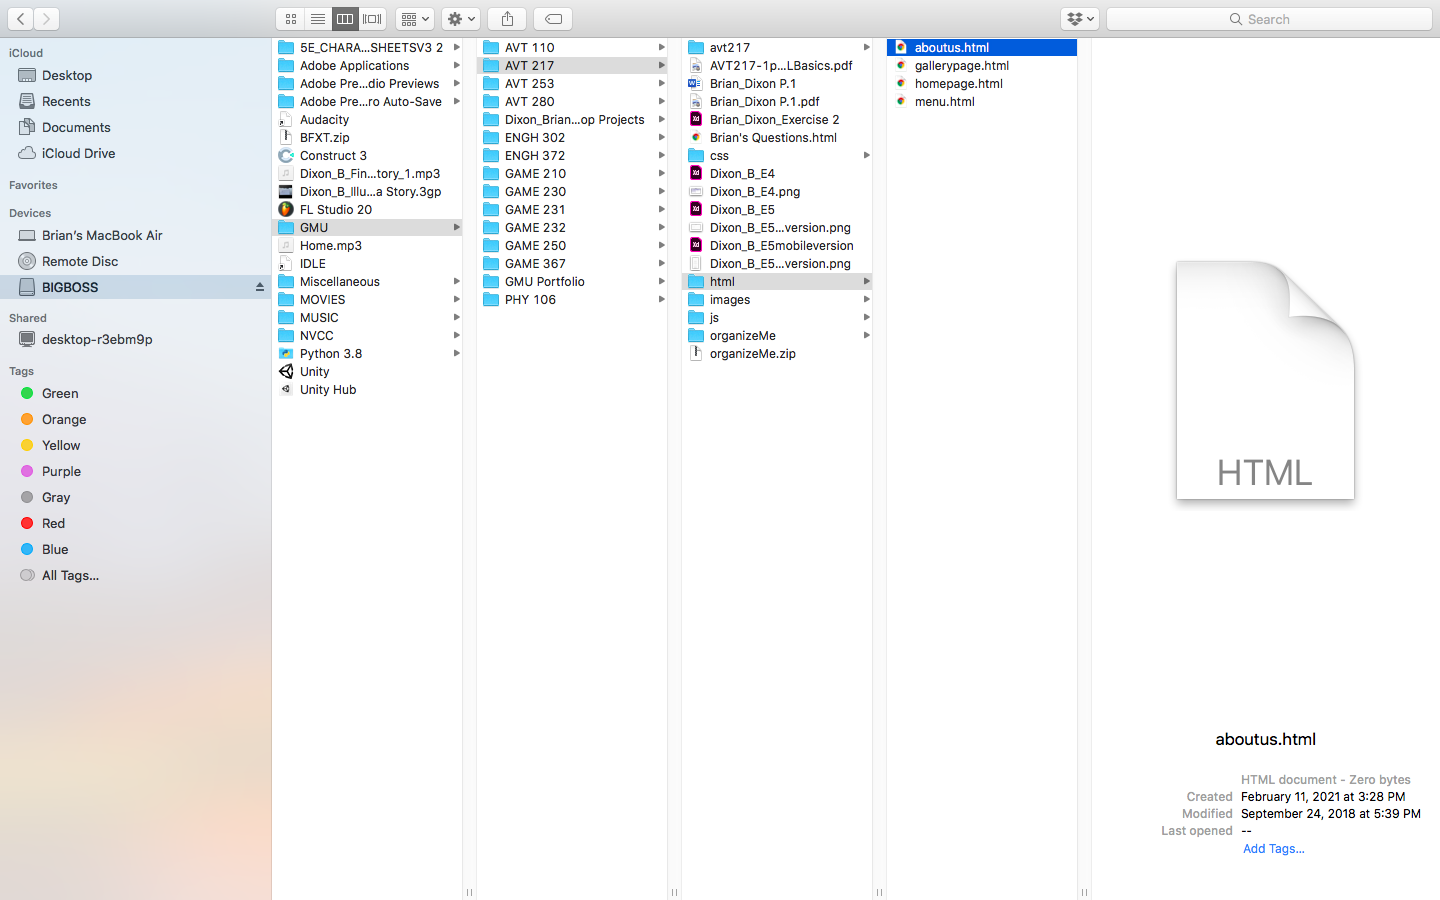 Search
iCloud
Desktop
Recents
Documents
iCloud Drive
Favorites
Devices
Brian's MacBook Air
Remote Disc
BIGBOSS
Shared
desktop-r3ebm9p
Tags
Green
Orange
Yellow
Purple
Gray
Red
Blue
All Tags...
5E_CHARA...SHEETSV3 2
Adobe Applications
Adobe Pre...dio Previews
Adobe Pre...ro Auto-Save
Audacity
BFXT.zip
Construct 3
Dixon_B_Fin...tory_1.mp3
Dixon_B_Illu...a Story.3gp
FL Studio 20
GMU
Home.mp3
IDLE
Miscellaneous
MOVIES
MUSIC
NVCC
Python 3.8
Unity
Unity Hub
AVT 110
AVT 217
AVT 253
AVT 280
Dixon_Brian...op Projects
ENGH 302
ENGH 372
GAME 210
GAME 230
GAME 231
GAME 232
GAME 250
GAME 367
GMU Portfolio
PHY 106
avt217
AVT217-1p...LBasics.pdf
Brian_Dixon P.1
Brian_Dixon P.1.pdf
Brian_Dixon_Exercise 2
Brian's Questions.html
css
Dixon_B_E4
Dixon_B_E4.png
Dixon_B_E5
Dixon_B_E5...version.png
Dixon_B_E5mobileversion
Dixon_B_E5...version.png
html
images
js
organizeMe
organizeMe.zip
aboutus.html
gallerypage.html
homepage.html
menu.html
HTML
aboutus.html
HTML document - Zero bytes
Created February 11, 2021 at 3:28 PM
Modified September 24, 2018 at 5:39 PM
Last opened --
Add Tags...